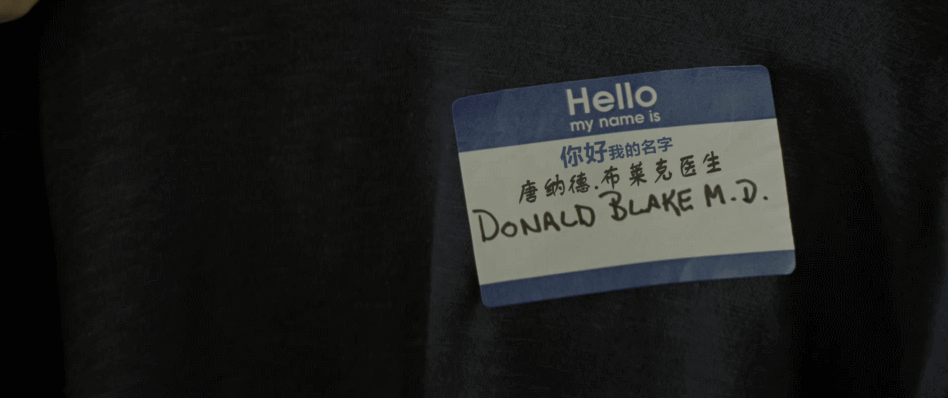 Hello
my name is
你好我的名字
唐纳德.布莱克医生
DONALD BLAKE M.D.